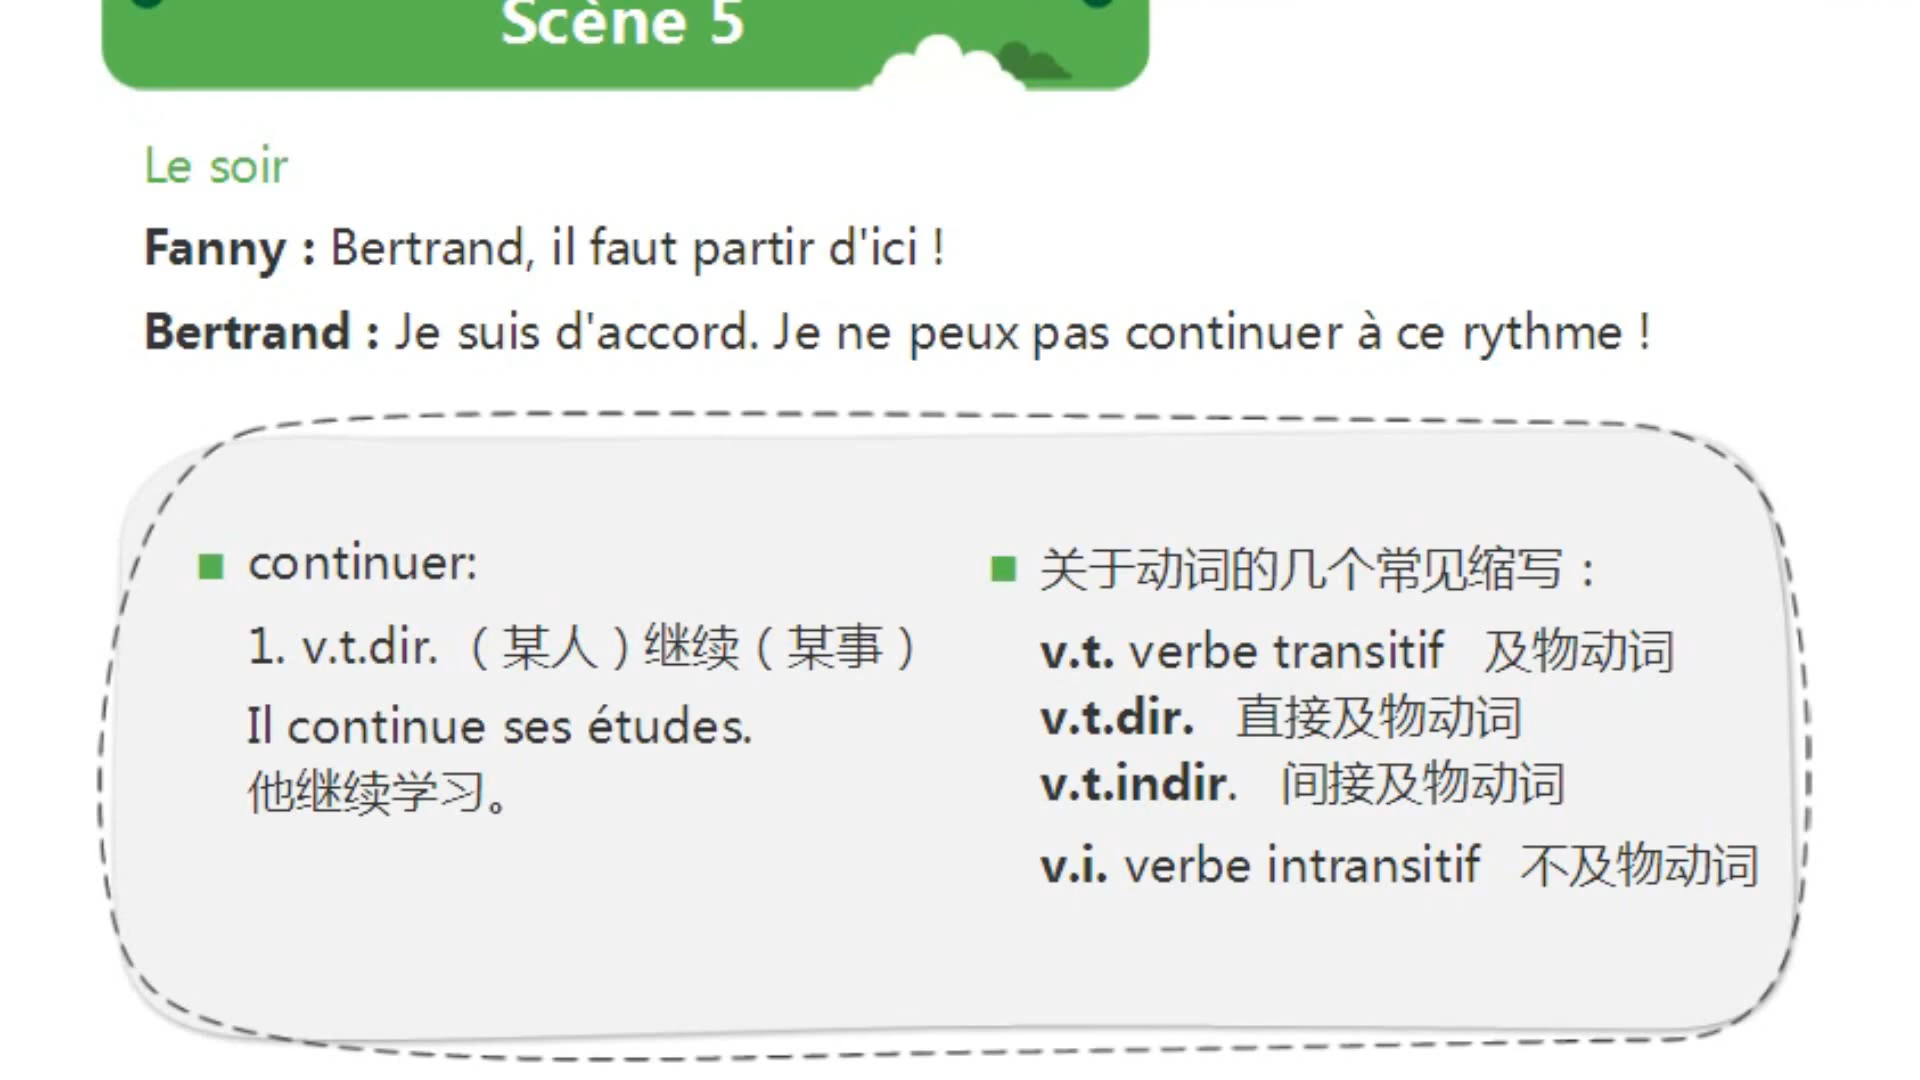 Scène 5
Le soir
Fanny : Bertrand, il faut partir d'ici !
Bertrand : Je suis d'accord. Je ne peux pas continuer à ce rythme !
continuer:
1. v.t.dir. （某人）继续（某事）
Il continue ses études.
他继续学习。
关于动词的几个常见缩写：
v.t. verbe transitif 及物动词
v.t.dir. 直接及物动词
v.t.indir. 间接及物动词
v.i. verbe intransitif 不及物动词